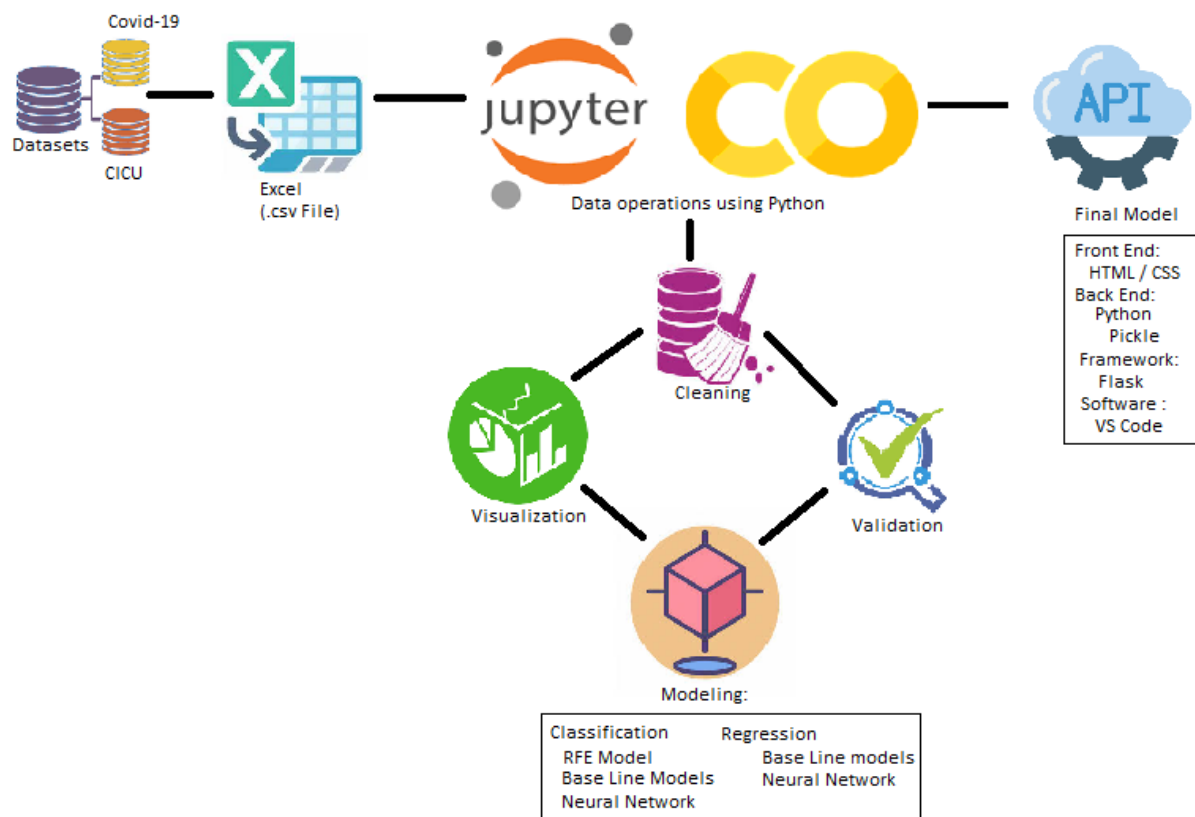 Covid-19
Datasets
CICU
X
Excel
(.csv File)
jupyter
CO
Data operations using Python
API
Final Model
Front End:
HTML / CSS
Back End:
Python
Pickle
Framework:
Flask
Software :
VS Code
Cleaning
Visualization
Validation
Modeling:
Classification Regression
RFE Model Base Line models
Base Line Models Neural Network
Neural Network